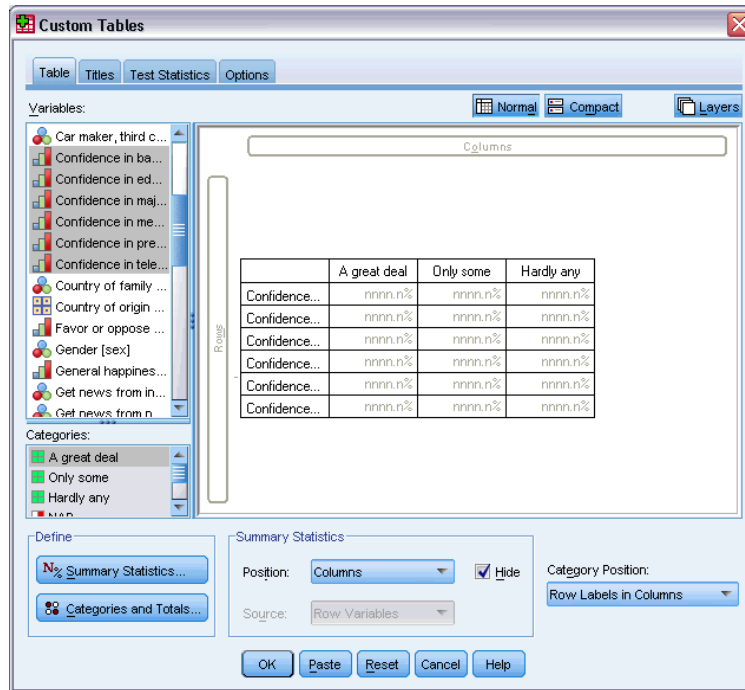 Custom Tables
Table Titles Test Statistics Options
Variables:
Normal Compact Layers
Car maker, third c...
Confidence in ba...
Confidence in ed...
Confidence in maj...
Confidence in me...
Confidence in pre...
Confidence in tele...
Country of family ...
Country of origin ...
Favor or oppose ...
Gender [sex]
General happines...
Get news from in...
Get news from n...
Categories:
A great deal
Only some
Hardly any
NAP
Columns
Rows
A great deal Only some Hardly any
Confidence... nnnn.n% nnnn.n% nnnn.n%
Confidence... nnnn.n% nnnn.n% nnnn.n%
Confidence... nnnn.n% nnnn.n% nnnn.n%
Confidence... nnnn.n% nnnn.n% nnnn.n%
Confidence... nnnn.n% nnnn.n% nnnn.n%
Confidence... nnnn.n% nnnn.n% nnnn.n%
Define
N% Summary Statistics...
Categories and Totals...
Summary Statistics
Position: Columns Hide
Source: Row Variables
Category Position:
Row Labels in Columns
OK Paste Reset Cancel Help